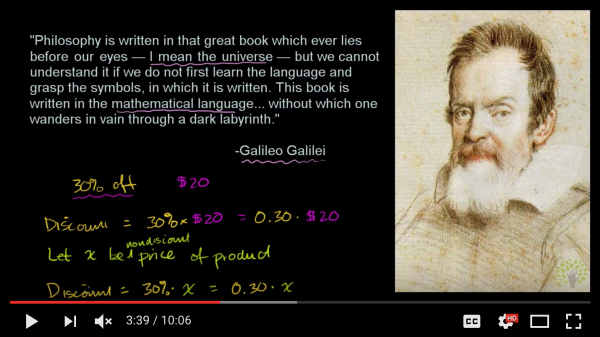 "Philosophy is written in that great book which ever lies
before our eyes — I mean the universe — but we cannot
understand it if we do not first learn the language and
grasp the symbols, in which it is written. This book is
written in the mathematical language... without which one
wanders in vain through a dark labyrinth."
-Galileo Galilei
30% off $20
Discount = 30% × $20 = 0.30 · $20
nondiscount
Let x be price of product
Discount = 30% · x = 0.30 · x
3:39 / 10:06
CC
HD